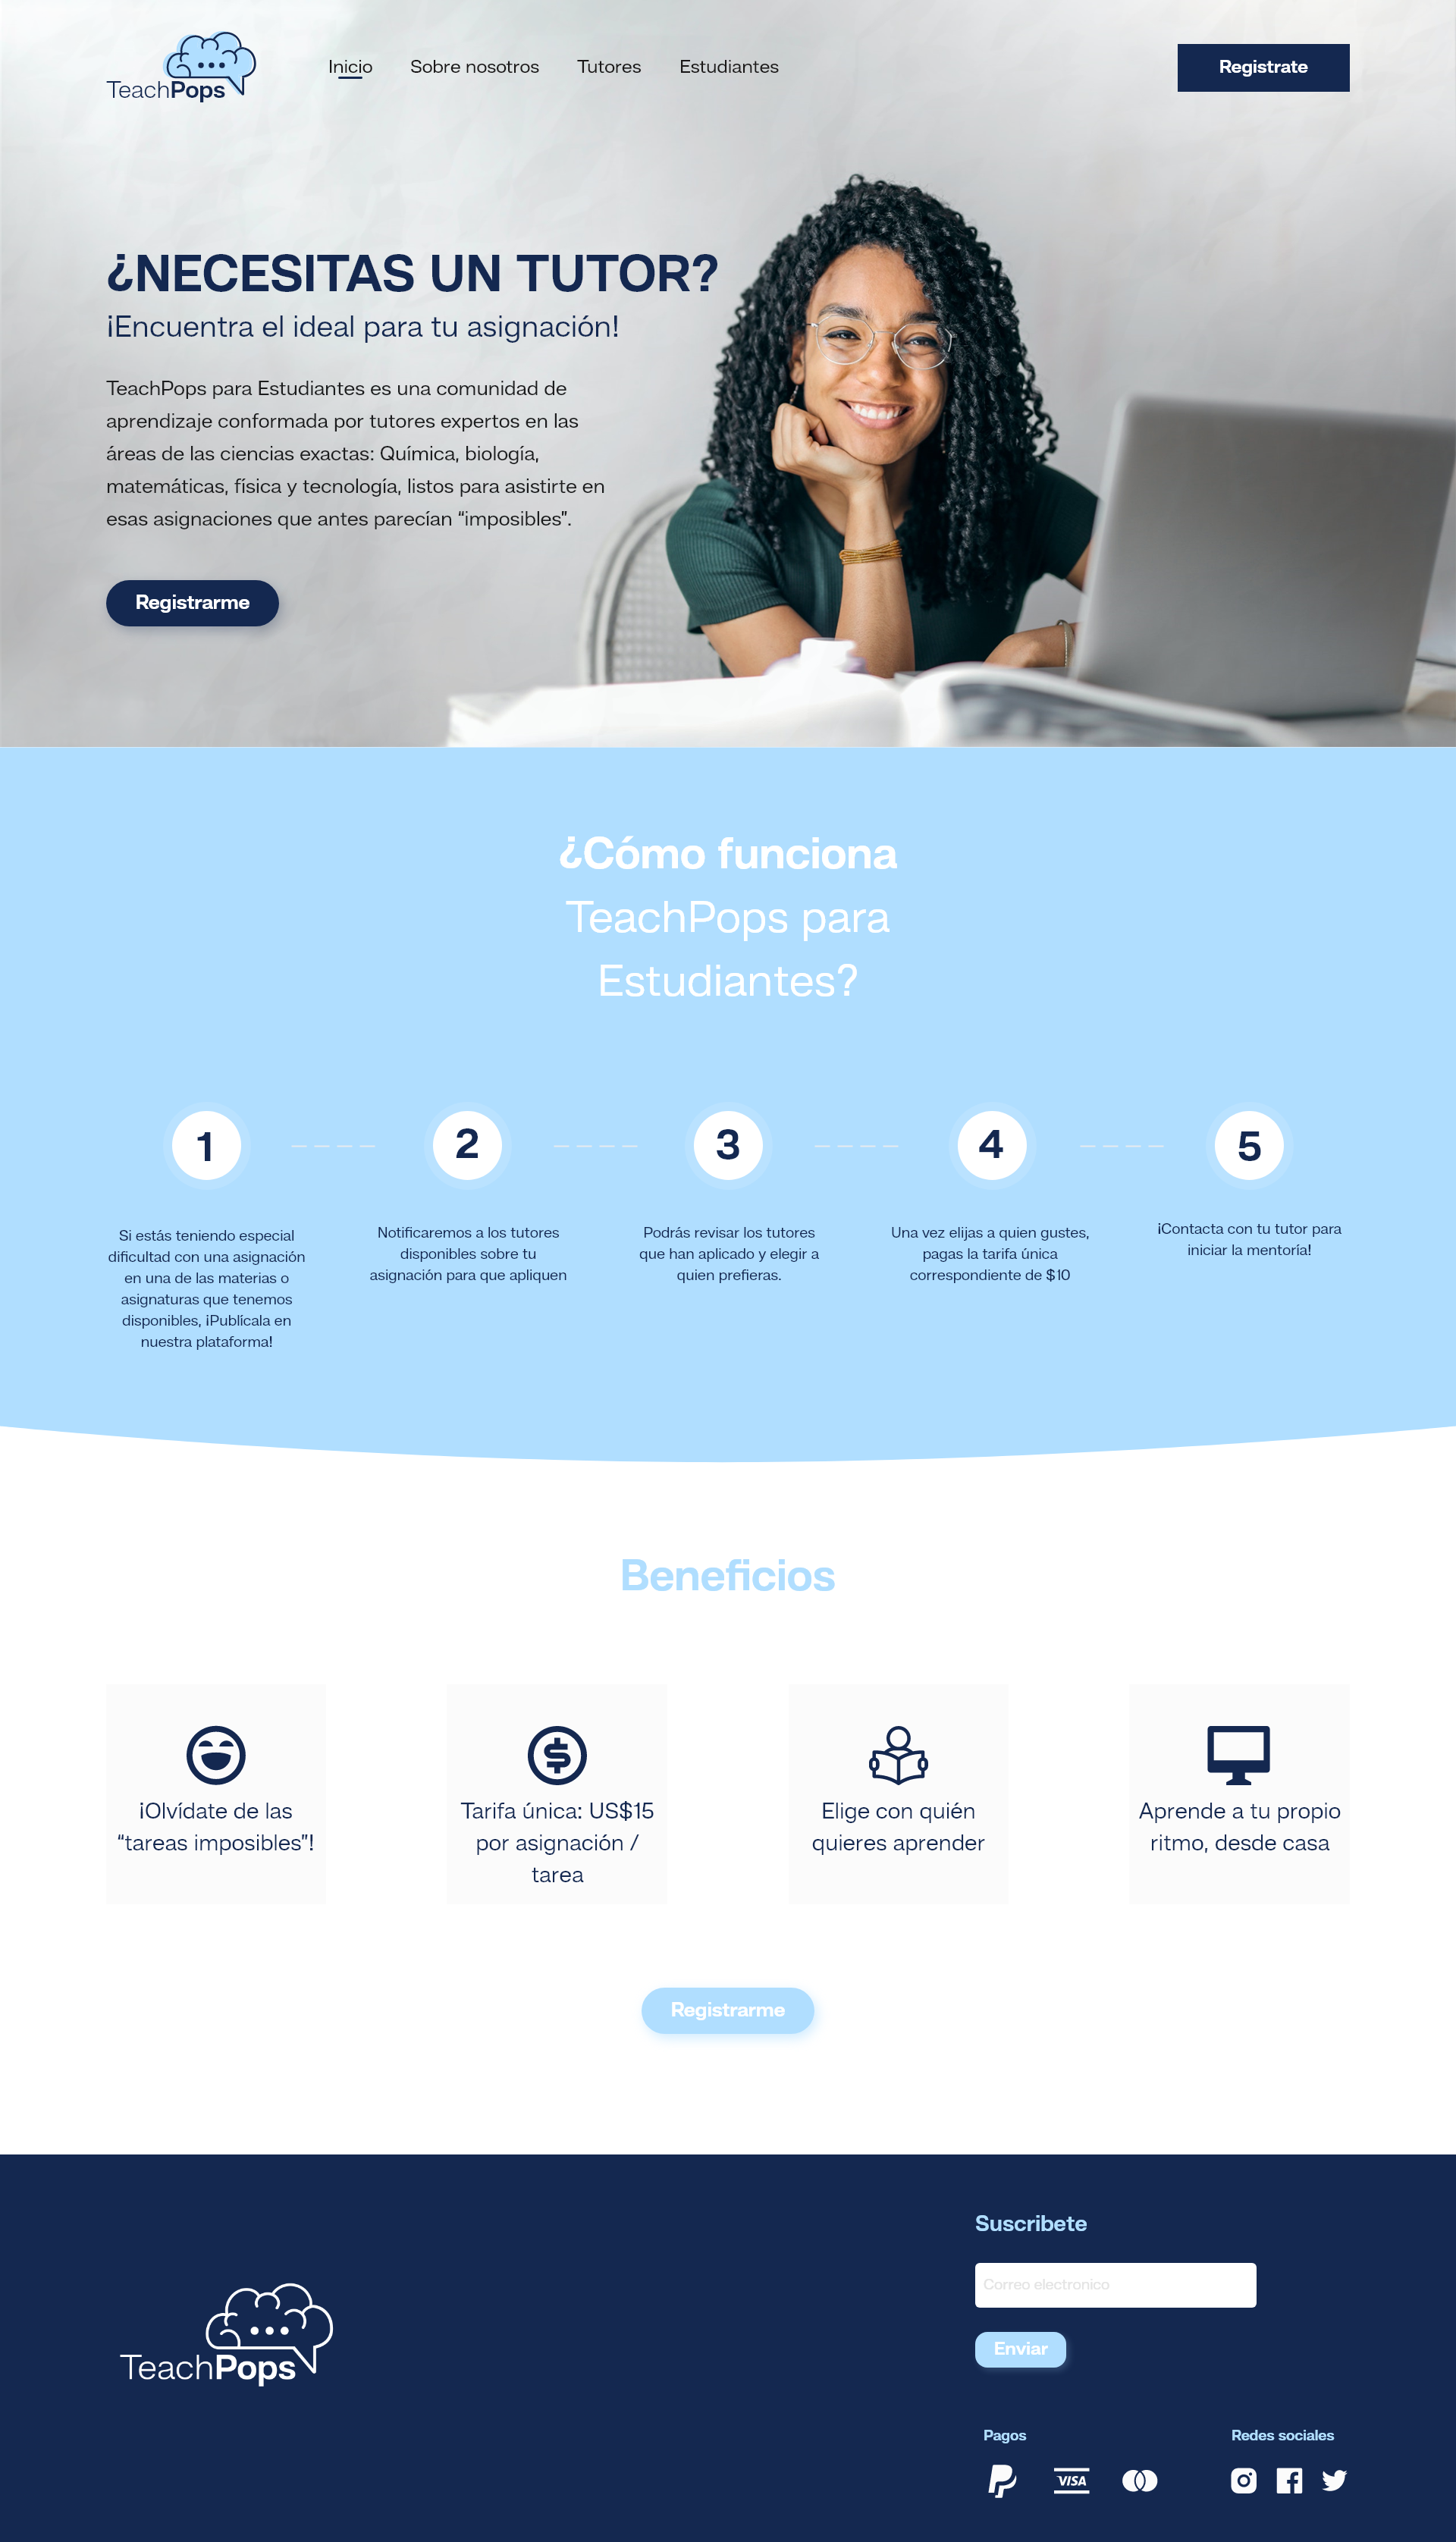 TeachPops
Inicio
Sobre nosotros
Tutores
Estudiantes
Registrate
¿NECESITAS UN TUTOR?
¡Encuentra el ideal para tu asignación!
TeachPops para Estudiantes es una comunidad de
aprendizaje conformada por tutores expertos en las
áreas de las ciencias exactas: Química, biología,
matemáticas, física y tecnología, listos para asistirte en
esas asignaciones que antes parecían “imposibles”.
Registrarme
¿Cómo funciona
TeachPops para
Estudiantes?
1
Si estás teniendo especial
dificultad con una asignación
en una de las materias o
asignaturas que tenemos
disponibles, ¡Publícala en
nuestra plataforma!
2
Notificaremos a los tutores
disponibles sobre tu
asignación para que apliquen
3
Podrás revisar los tutores
que han aplicado y elegir a
quien prefieras.
4
Una vez elijas a quien gustes,
pagas la tarifa única
correspondiente de $10
5
¡Contacta con tu tutor para
iniciar la mentoría!
Beneficios
¡Olvídate de las
“tareas imposibles”!
Tarifa única: US$15
por asignación /
tarea
Elige con quién
quieres aprender
Aprende a tu propio
ritmo, desde casa
Registrarme
TeachPops
Suscribete
Correo electronico
Enviar
Pagos
VISA
Redes sociales